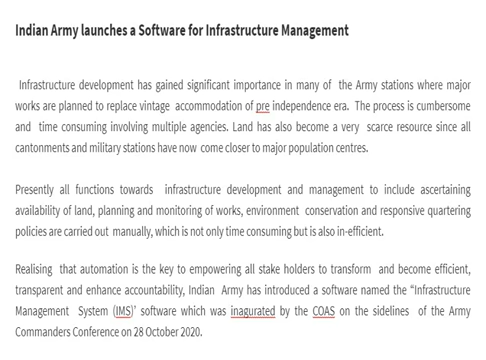 Indian Army launches a Software for Infrastructure Management
Infrastructure development has gained significant importance in many of the Army stations where major
works are planned to replace vintage accommodation of pre independence era. The process is cumbersome
and time consuming involving multiple agencies. Land has also become a very scarce resource since all
cantonments and military stations have now come closer to major population centres.
Presently all functions towards infrastructure development and management to include ascertaining
availability of land, planning and monitoring of works, environment conservation and responsive quartering
policies are carried out manually, which is not only time consuming but is also in-efficient.
Realising that automation is the key to empowering all stake holders to transform and become efficient,
transparent and enhance accountability, Indian Army has introduced a software named the “Infrastructure
Management System (IMS)’ software which was inagurated by the COAS on the sidelines of the Army
Commanders Conference on 28 October 2020.